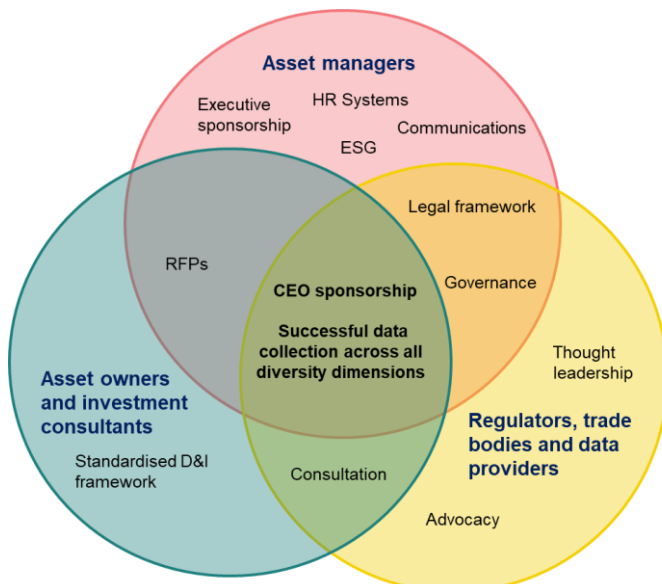 Asset managers
HR Systems
Executive
sponsorship
Communications
ESG
Legal framework
RFPs
Governance
CEO sponsorship
Successful data
collection across all
diversity dimensions
Thought
leadership
Asset owners
and investment
consultants
Regulators, trade
bodies and data
providers
Standardised D&I
framework
Consultation
Advocacy